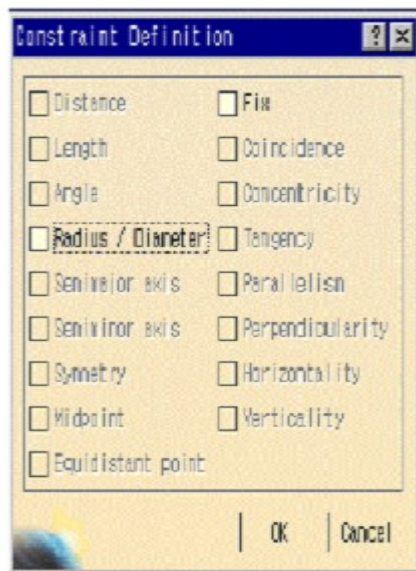 Constraint Definition ? ×
Distance
Fix
Length
Coincidence
Angle
Concentricity
Radius / Diameter
Tangency
Semimajor axis
Parallelism
Semiminor axis
Perpendicularity
Symmetry
Horizontality
Midpoint
Verticality
Equidistant point
OK
Cancel